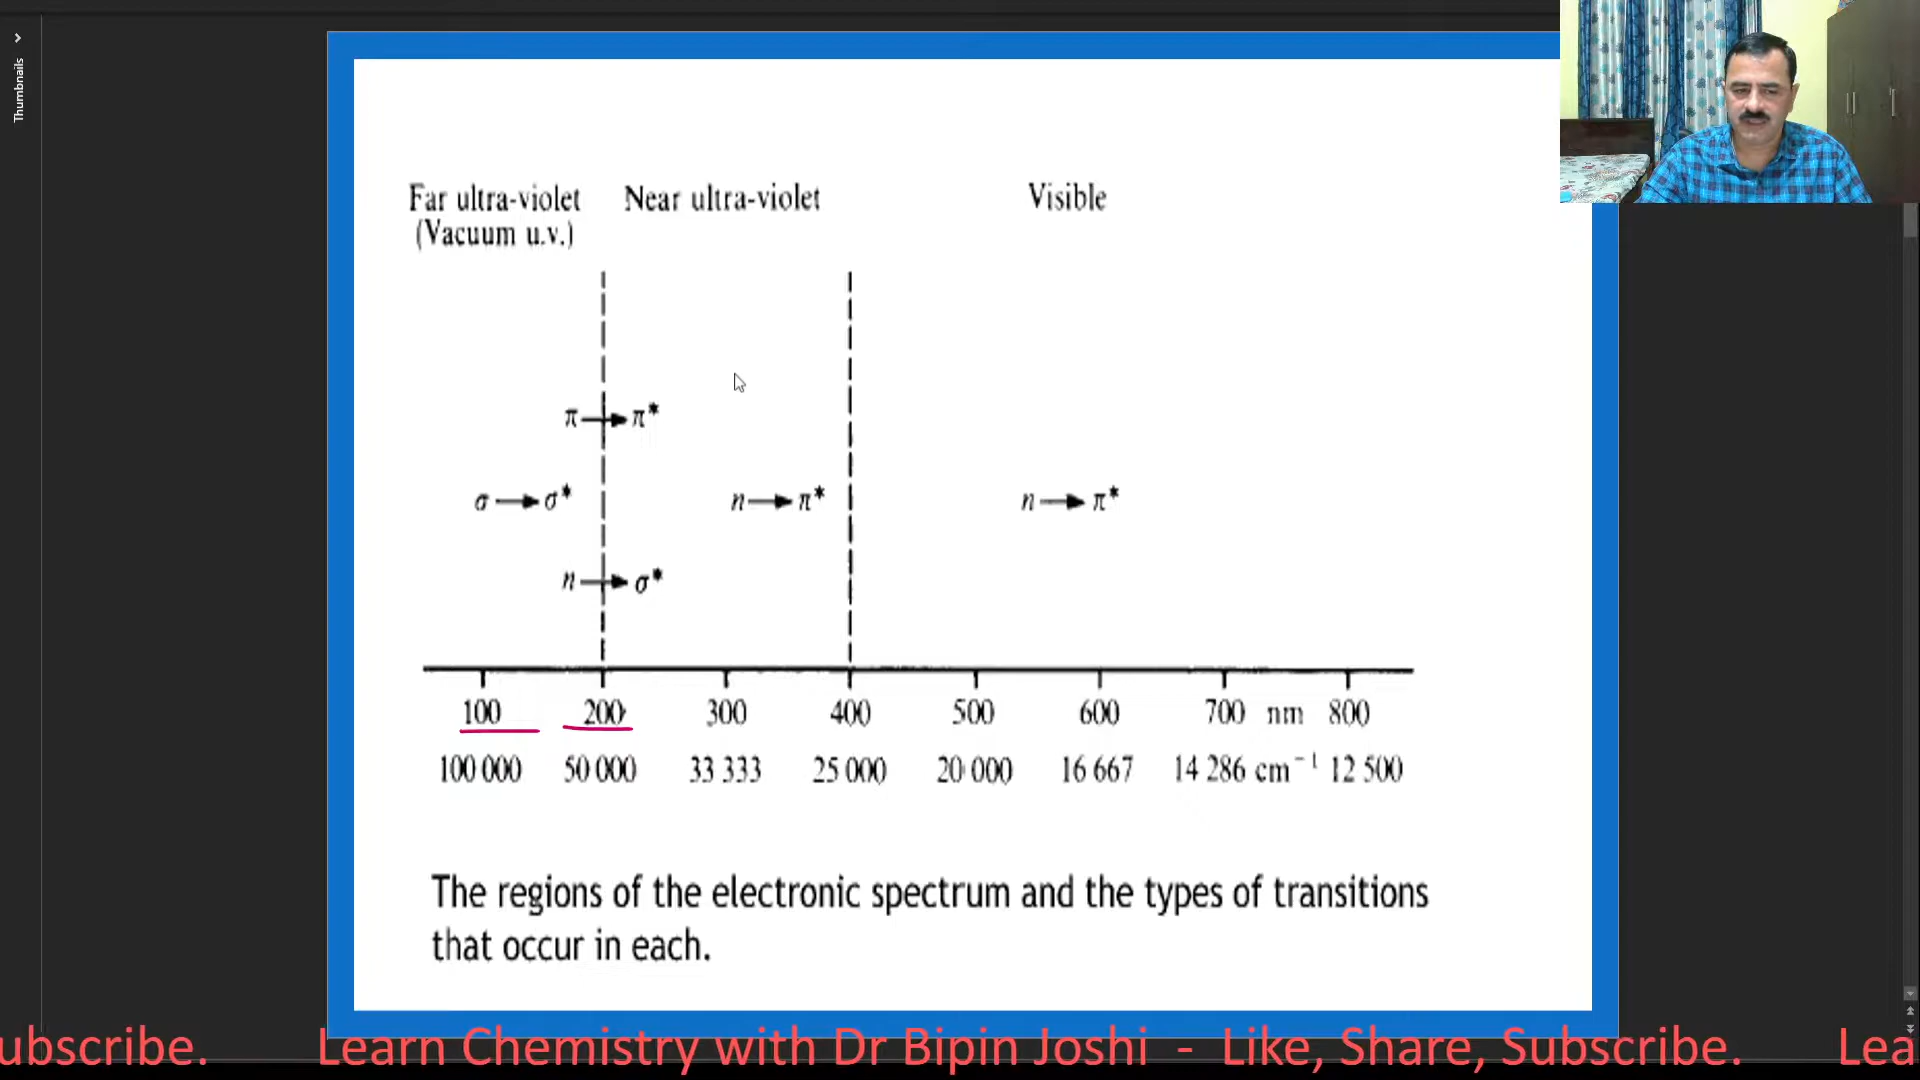 Thumbnails
Far ultra-violet Near ultra-violet Visible
(Vacuum u.v.)
π → π*
σ → σ* n → π* n → π*
n → σ*
100 200 300 400 500 600 700 nm 800
100 000 50 000 33 333 25 000 20 000 16 667 14 286 cm⁻¹ 12 500
The regions of the electronic spectrum and the types of transitions
that occur in each.
ubscribe. Learn Chemistry with Dr Bipin Joshi - Like, Share, Subscribe. Lea